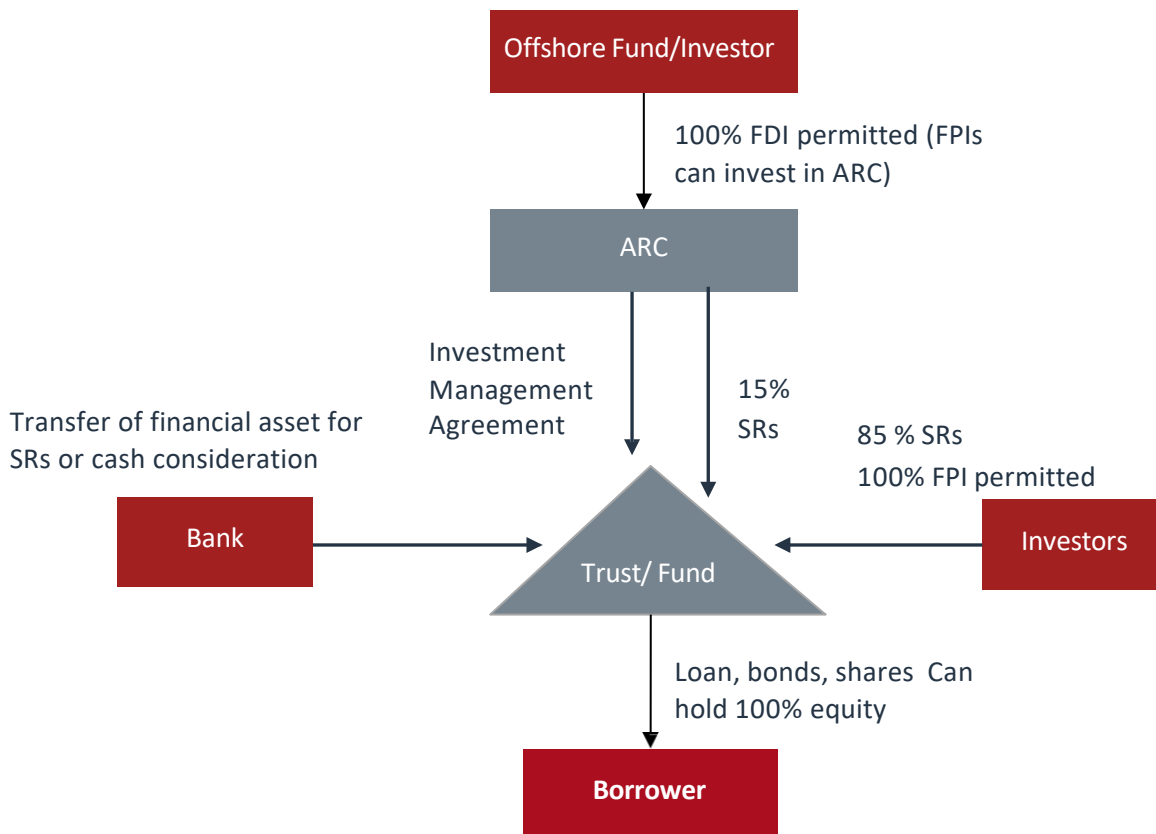 Offshore Fund/Investor
100% FDI permitted (FPIs
can invest in ARC)
ARC
Investment
Management
Agreement
15%
SRs
Transfer of financial asset for
SRs or cash consideration
85 % SRs
100% FPI permitted
Bank
Trust/ Fund
Investors
Loan, bonds, shares Can
hold 100% equity
Borrower